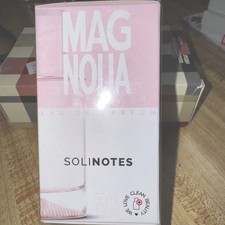 MAG
NOLIA
EAU DE PARFUM
SOLINOTES
WE LOVE CLEAN BEAUTY